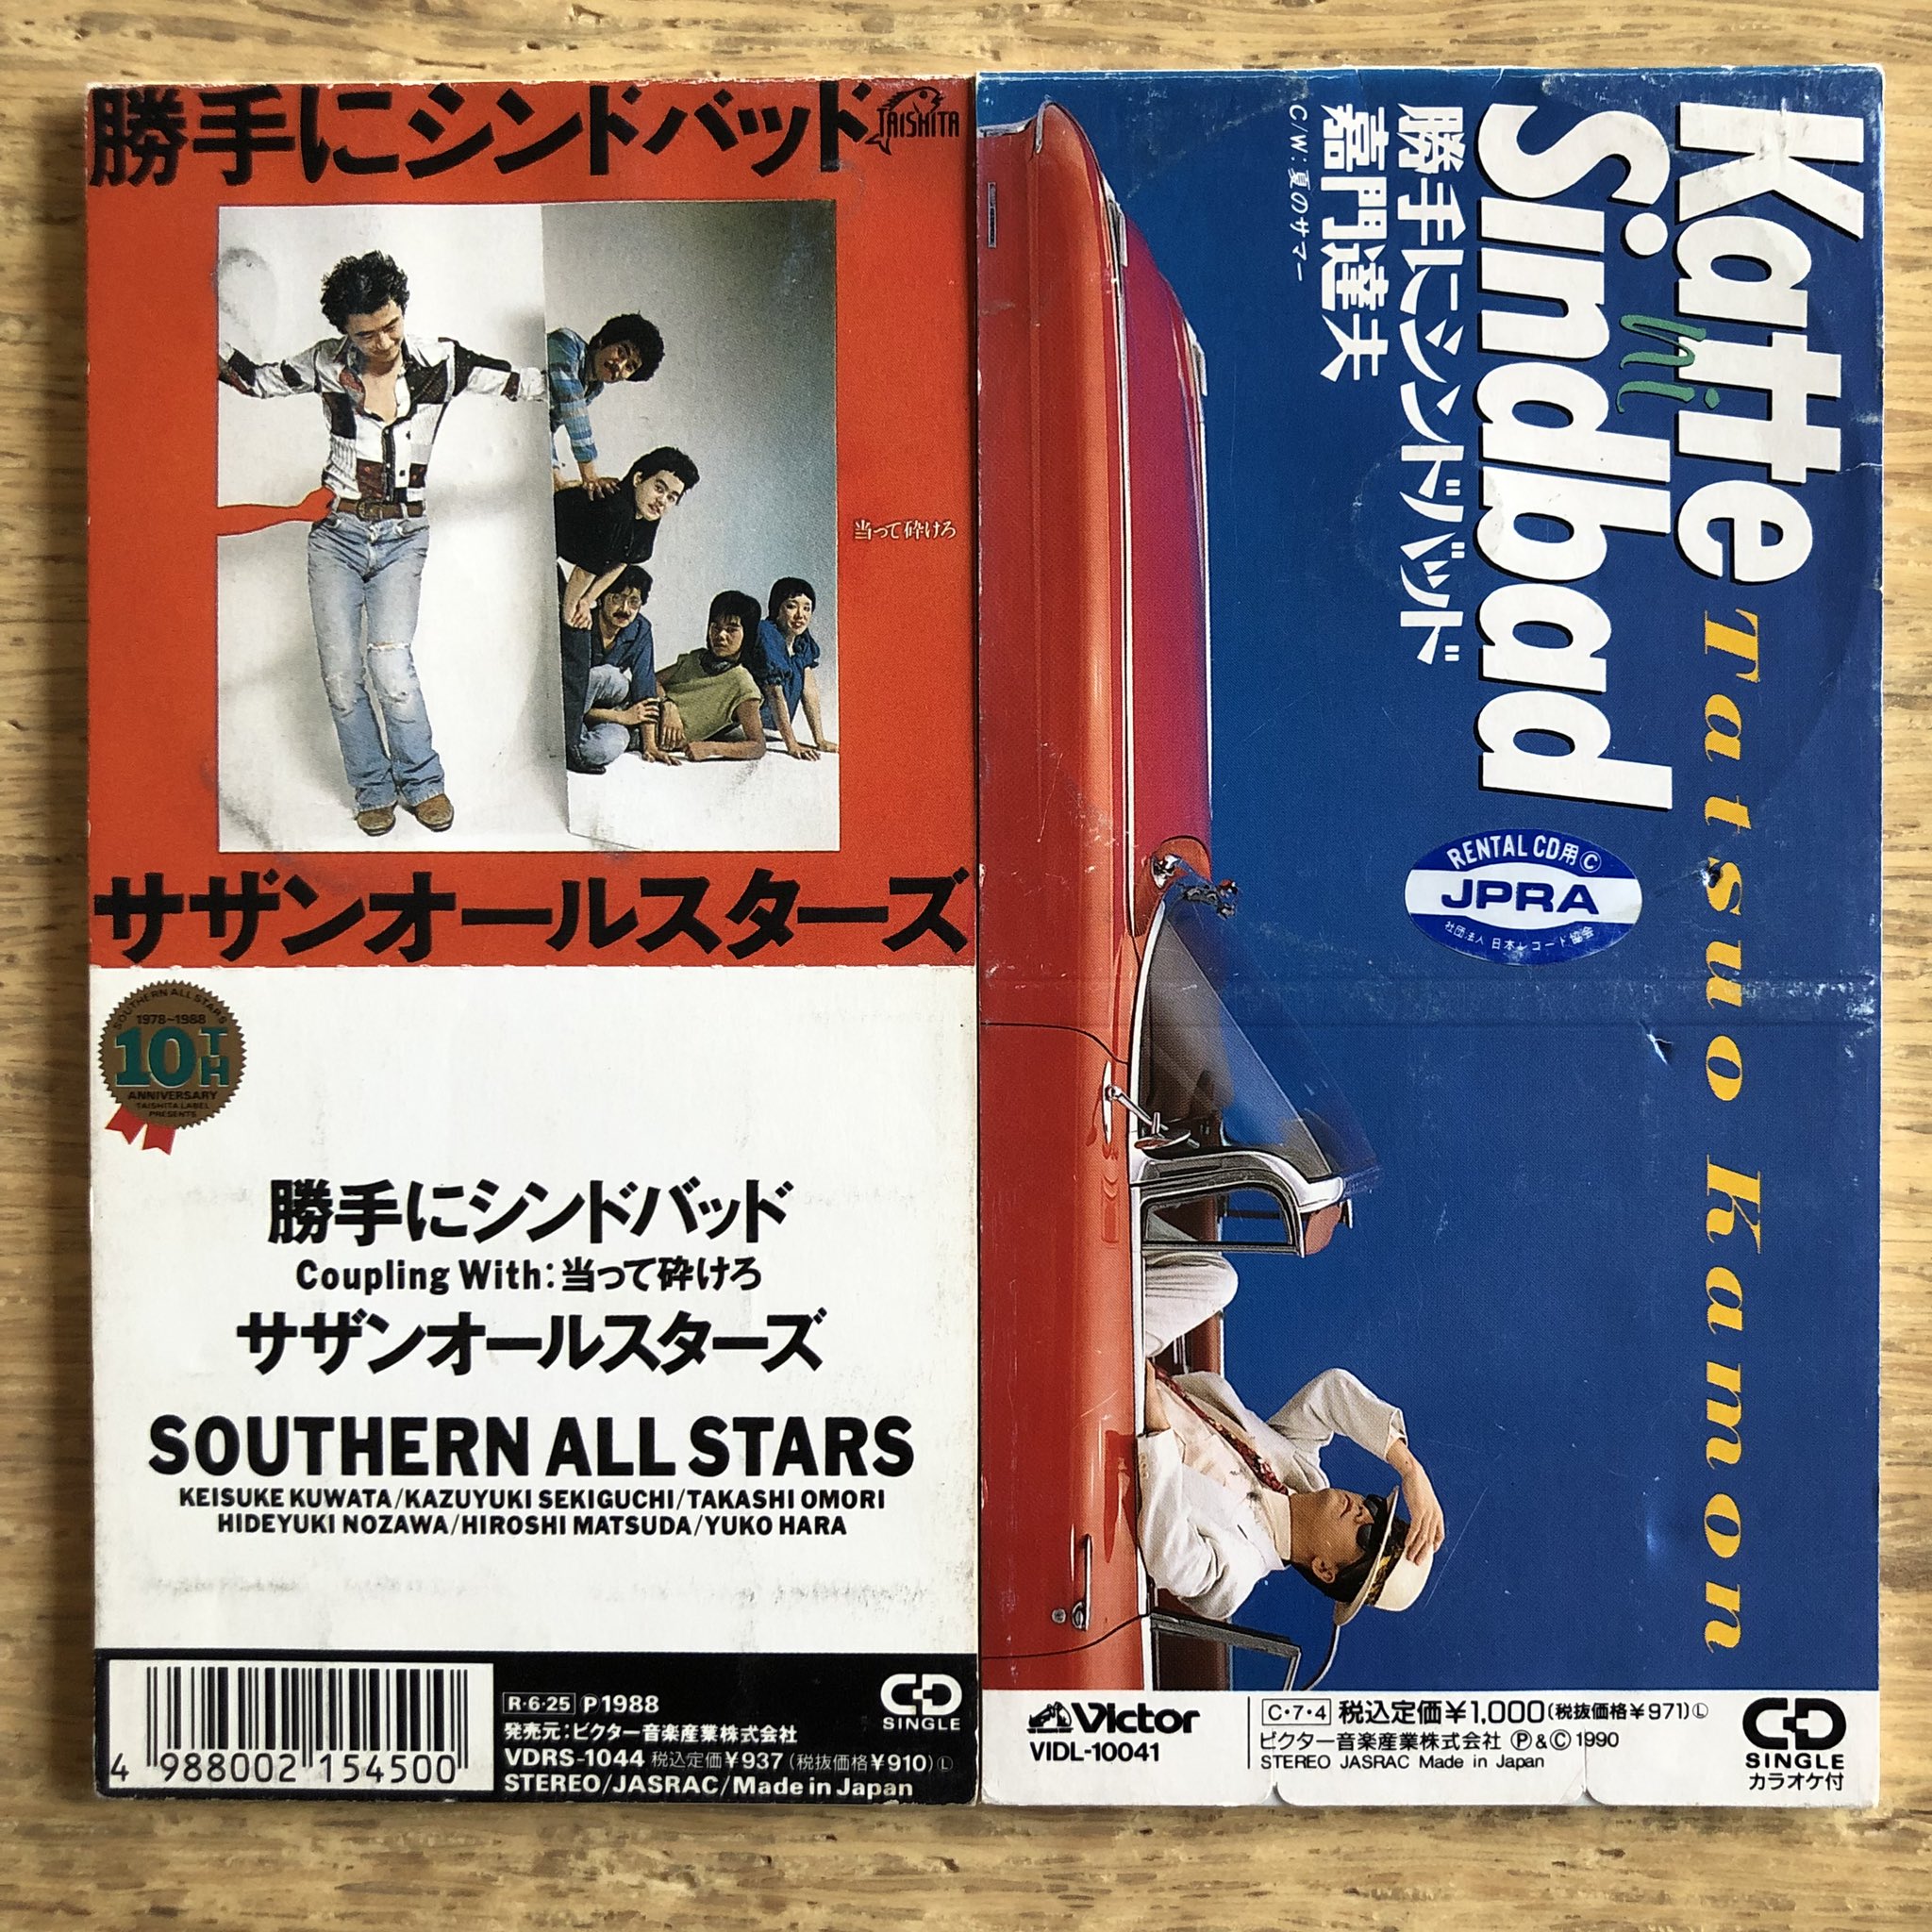 勝手にシンドバッド
TAISHITA
当って砕けろ
サザンオールスターズ
SOUTHERN ALL STARS
1978~1988
10TH
ANNIVERSARY
TAISHITA LABEL
PRESENTS
勝手にシンドバッド
Coupling With:当って砕けろ
サザンオールスターズ
SOUTHERN ALL STARS
KEISUKE KUWATA/KAZUYUKI SEKIGUCHI/TAKASHI OMORI
HIDEYUKI NOZAWA/HIROSHI MATSUDA/YUKO HARA
4 988002 154500
R・6・25 P1988
発売元:ビクター音楽産業株式会社
VDRS-1044 税込定価¥937(税抜価格¥910)Ⓛ
STEREO/JASRAC/Made in Japan
CD
SINGLE
Katte
ni
Sindbad
Tatsuo Kamon
勝手にシンドバッド
嘉門達夫
C/W:夏のサマー
RENTAL CD用Ⓒ
JPRA
社団法人 日本レコード協会
Victor
VIDL-10041
C・7・4 税込定価¥1,000(税抜価格¥971)Ⓛ
ビクター音楽産業株式会社 Ⓟ&Ⓒ 1990
STEREO JASRAC Made in Japan
CD
SINGLE
カラオケ付